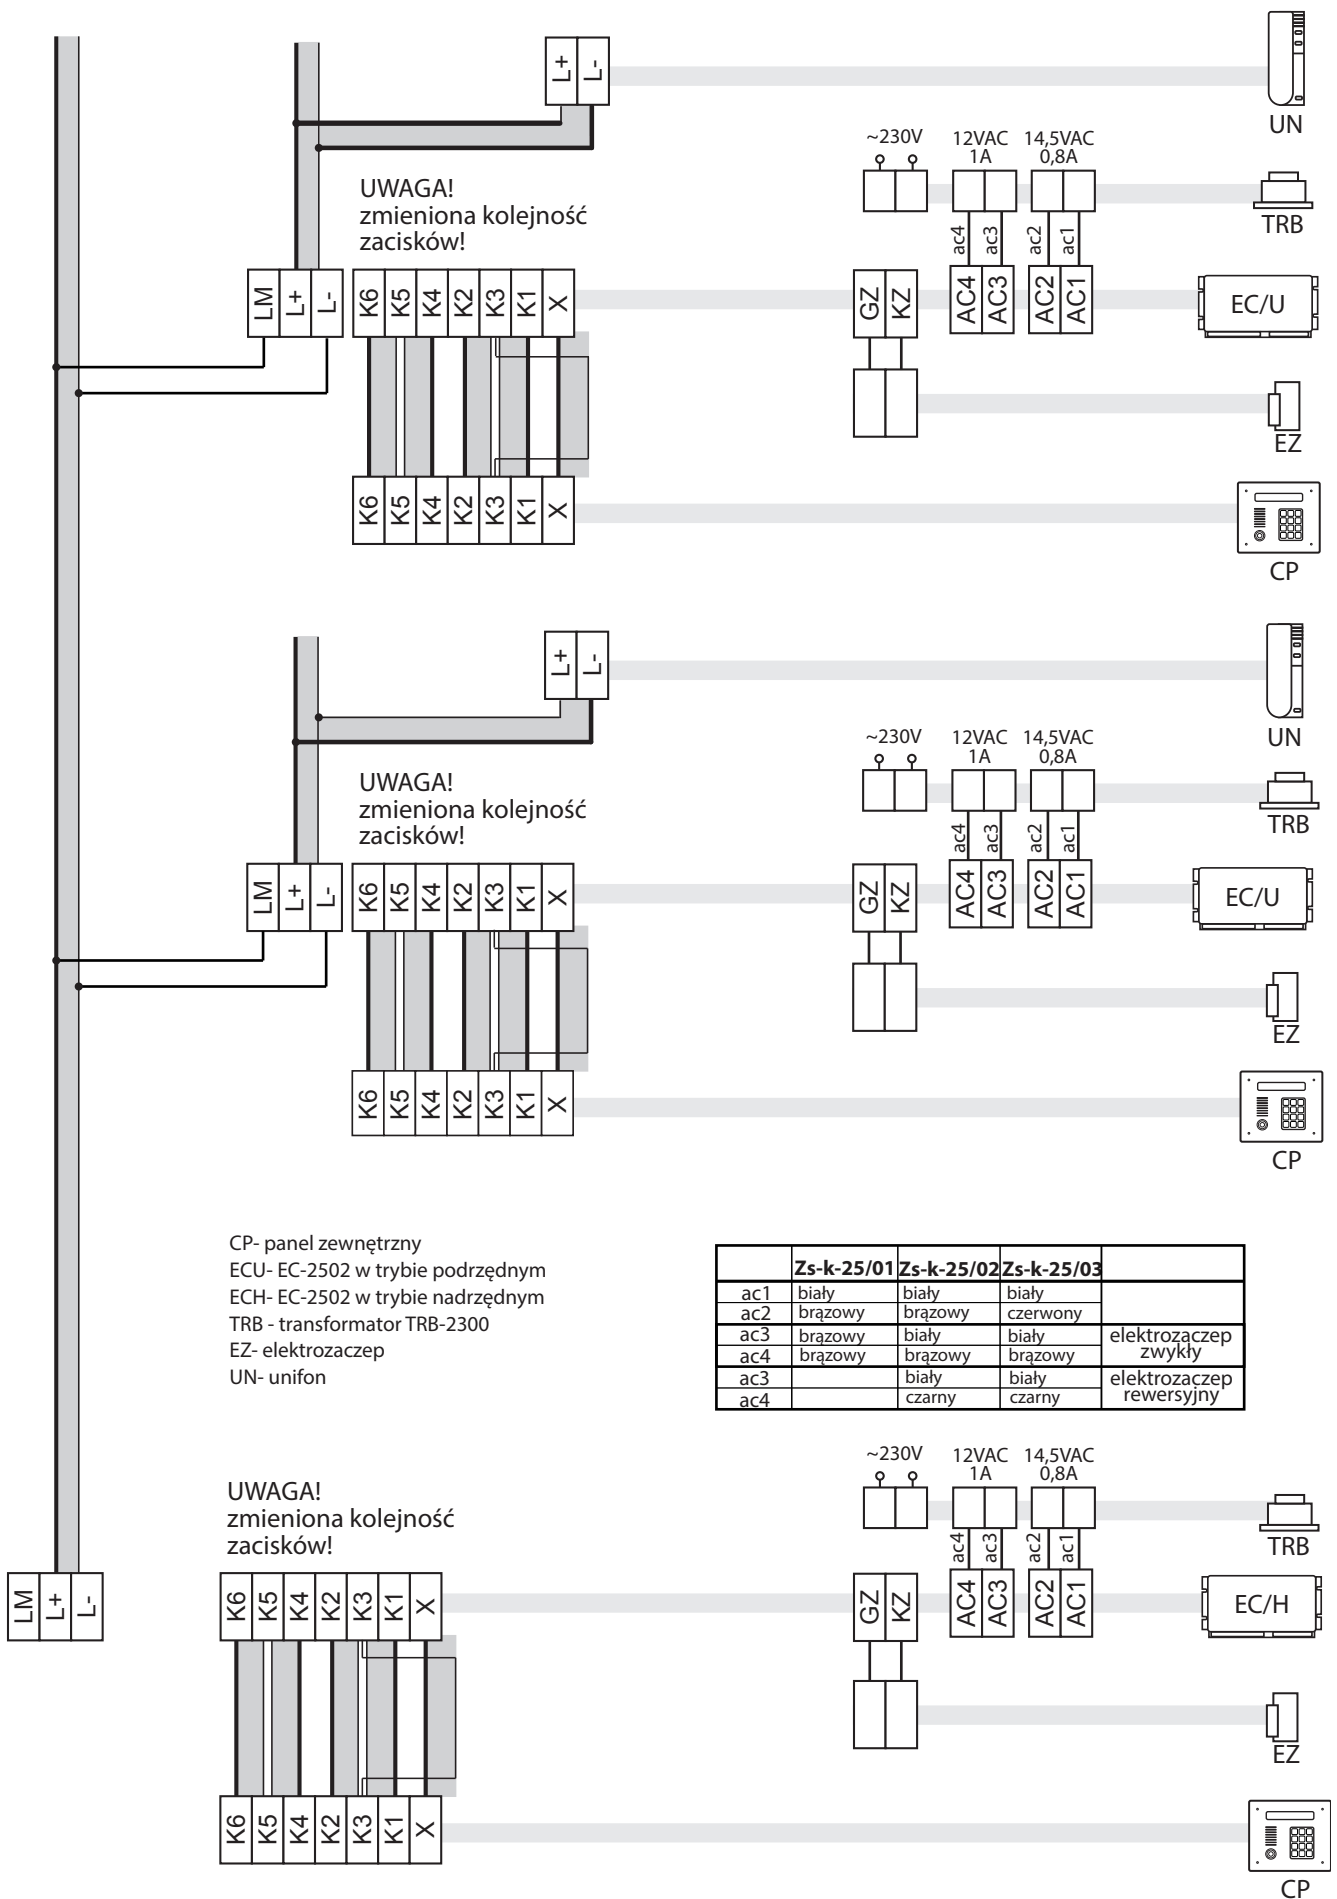 L+ L-
UN
~230V 12VAC 14,5VAC
1A 0,8A
TRB
UWAGA!
zmieniona kolejność
zacisków!
ac4 ac3 ac2 ac1
LM L+ L- K6 K5 K4 K2 K3 K1 X GZ KZ AC4 AC3 AC2 AC1 EC/U
EZ
K6 K5 K4 K2 K3 K1 X
CP
L+ L-
UN
~230V 12VAC 14,5VAC
1A 0,8A
TRB
UWAGA!
zmieniona kolejność
zacisków!
ac4 ac3 ac2 ac1
LM L+ L- K6 K5 K4 K2 K3 K1 X GZ KZ AC4 AC3 AC2 AC1 EC/U
EZ
K6 K5 K4 K2 K3 K1 X
CP
CP- panel zewnętrzny
ECU- EC-2502 w trybie podrzędnym
ECH- EC-2502 w trybie nadrzędnym
TRB - transformator TRB-2300
EZ- elektrozaczep
UN- unifon
Zs-k-25/01 Zs-k-25/02 Zs-k-25/03
ac1 biały biały biały
ac2 brązowy brązowy czerwony
ac3 brązowy biały biały elektrozaczep
ac4 brązowy brązowy brązowy zwykły
ac3 biały biały elektrozaczep
ac4 czarny czarny rewersyjny
~230V 12VAC 14,5VAC
1A 0,8A
TRB
UWAGA!
zmieniona kolejność
zacisków!
ac4 ac3 ac2 ac1
LM L+ L- K6 K5 K4 K2 K3 K1 X GZ KZ AC4 AC3 AC2 AC1 EC/H
EZ
K6 K5 K4 K2 K3 K1 X
CP